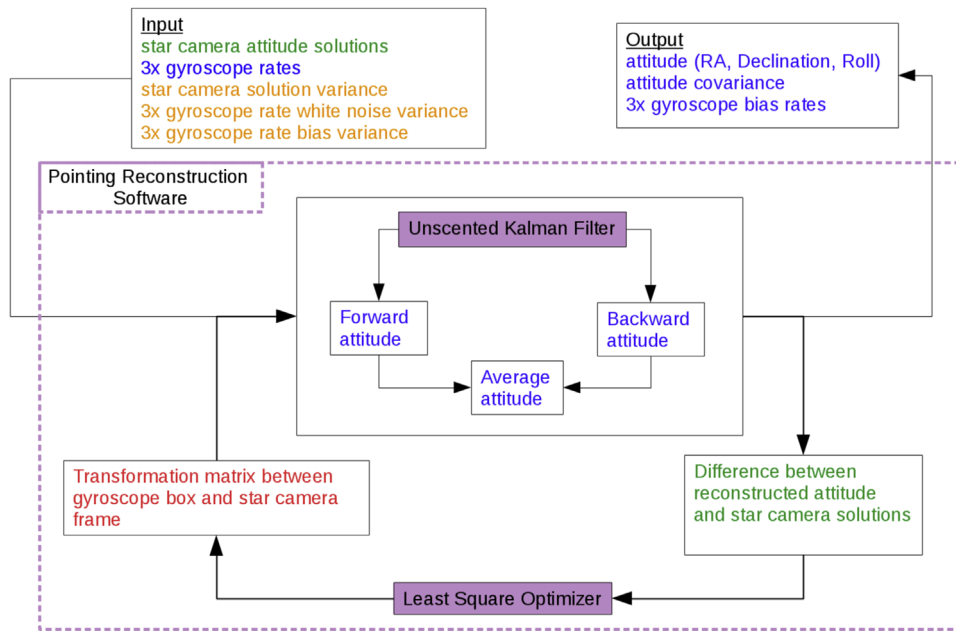 Input
star camera attitude solutions
3x gyroscope rates
star camera solution variance
3x gyroscope rate white noise variance
3x gyroscope rate bias variance
Output
attitude (RA, Declination, Roll)
attitude covariance
3x gyroscope bias rates
Pointing Reconstruction
Software
Unscented Kalman Filter
Forward
attitude
Backward
attitude
Average
attitude
Transformation matrix between
gyroscope box and star camera
frame
Difference between
reconstructed attitude
and star camera solutions
Least Square Optimizer